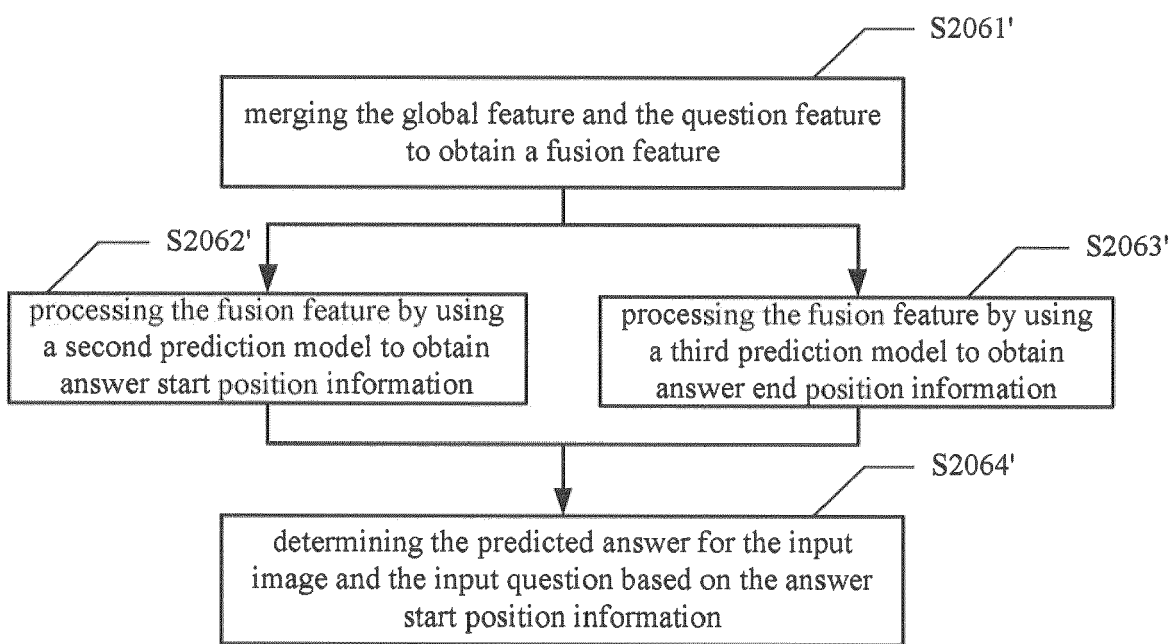 S2061'
merging the global feature and the question feature
to obtain a fusion feature
S2062'
processing the fusion feature by using
a second prediction model to obtain
answer start position information
S2063'
processing the fusion feature by using
a third prediction model to obtain
answer end position information
S2064'
determining the predicted answer for the input
image and the input question based on the answer
start position information